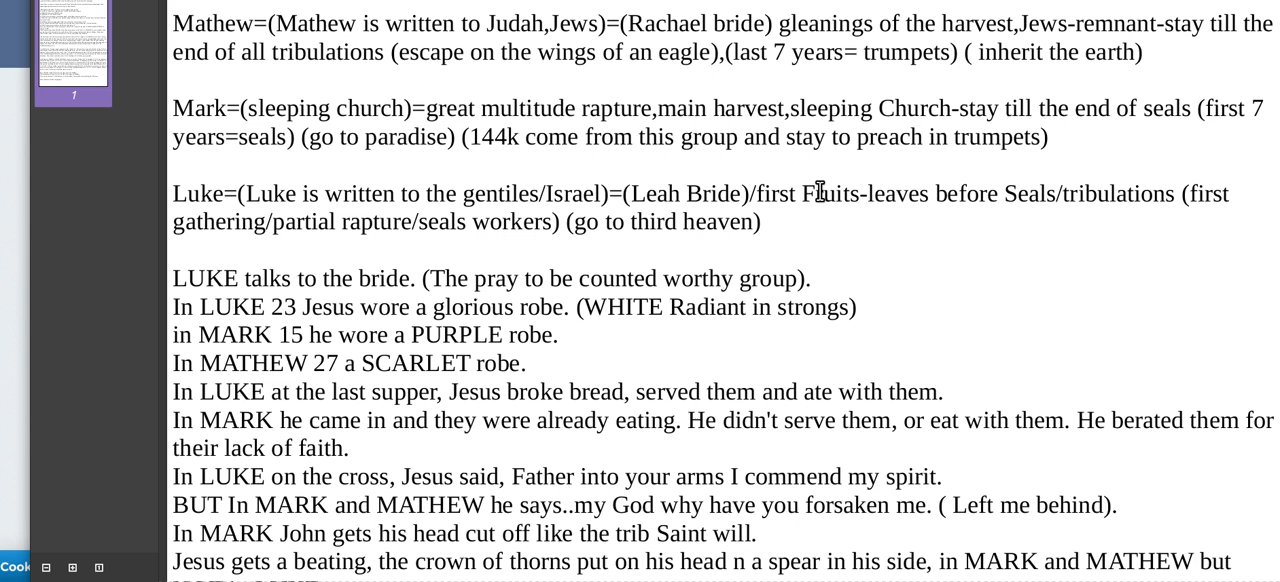 Mathew=(Mathew is written to Judah,Jews)=(Rachael bride) gleanings of the harvest,Jews-remnant-stay till the
end of all tribulations (escape on the wings of an eagle),(last 7 years= trumpets) ( inherit the earth)
Mark=(sleeping church)=great multitude rapture,main harvest,sleeping Church-stay till the end of seals (first 7
years=seals) (go to paradise) (144k come from this group and stay to preach in trumpets)
Luke=(Luke is written to the gentiles/Israel)=(Leah Bride)/first Fruits-leaves before Seals/tribulations (first
gathering/partial rapture/seals workers) (go to third heaven)
LUKE talks to the bride. (The pray to be counted worthy group).
In LUKE 23 Jesus wore a glorious robe. (WHITE Radiant in strongs)
in MARK 15 he wore a PURPLE robe.
In MATHEW 27 a SCARLET robe.
In LUKE at the last supper, Jesus broke bread, served them and ate with them.
In MARK he came in and they were already eating. He didn't serve them, or eat with them. He berated them for
their lack of faith.
In LUKE on the cross, Jesus said, Father into your arms I commend my spirit.
BUT In MARK and MATHEW he says..my God why have you forsaken me. ( Left me behind).
In MARK John gets his head cut off like the trib Saint will.
Jesus gets a beating, the crown of thorns put on his head n a spear in his side, in MARK and MATHEW but
1
Cook